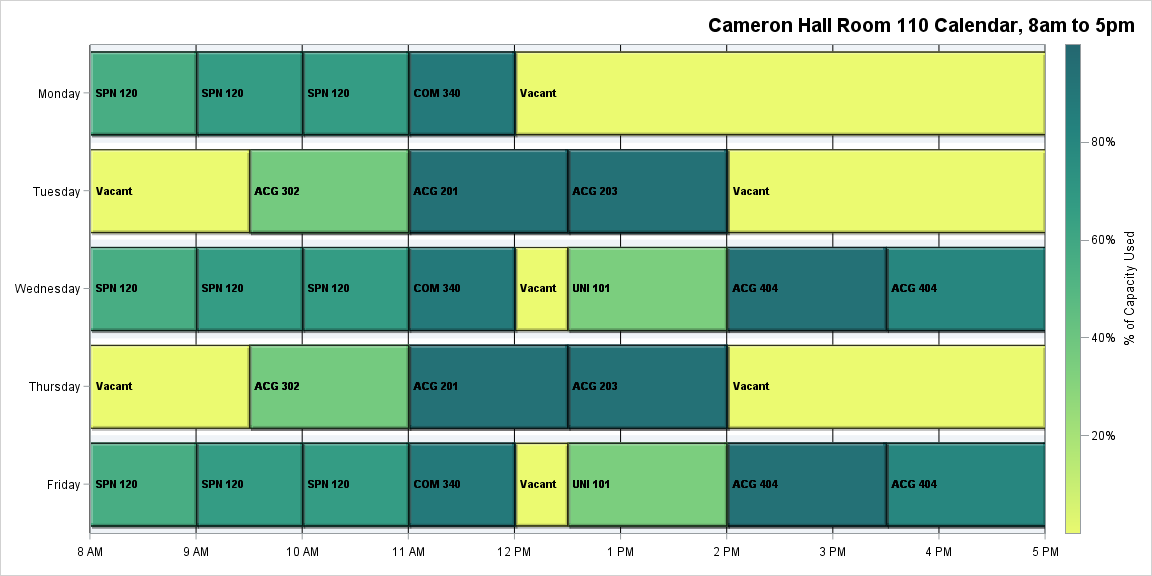 Cameron Hall Room 110 Calendar, 8am to 5pm
Monday
SPN 120
SPN 120
SPN 120
COM 340
Vacant
Tuesday
Vacant
ACG 302
ACG 201
ACG 203
Vacant
Wednesday
SPN 120
SPN 120
SPN 120
COM 340
Vacant
UNI 101
ACG 404
ACG 404
Thursday
Vacant
ACG 302
ACG 201
ACG 203
Vacant
Friday
SPN 120
SPN 120
SPN 120
COM 340
Vacant
UNI 101
ACG 404
ACG 404
8 AM
9 AM
10 AM
11 AM
12 PM
1 PM
2 PM
3 PM
4 PM
5 PM
80%
60%
40%
20%
% of Capacity Used